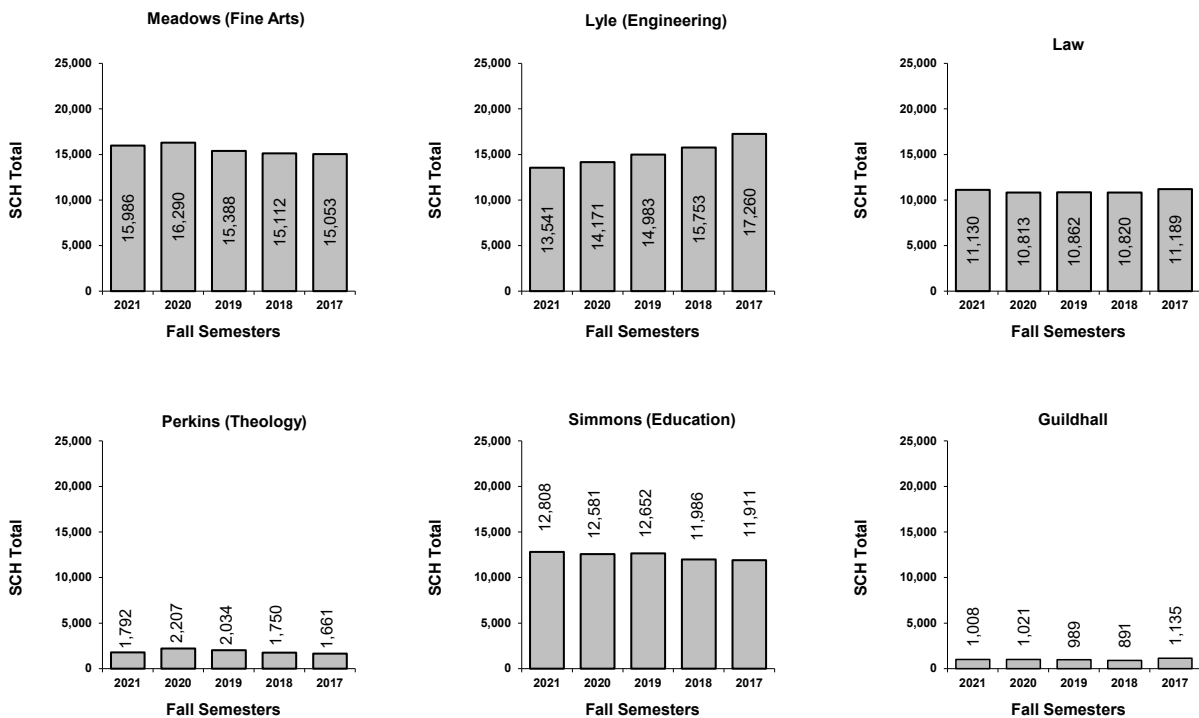 Meadows (Fine Arts)
25,000
20,000
15,000
10,000
5,000
0
SCH Total
15,986
16,290
15,388
15,112
15,053
2021 2020 2019 2018 2017
Fall Semesters
Lyle (Engineering)
25,000
20,000
15,000
10,000
5,000
0
SCH Total
13,541
14,171
14,983
15,753
17,260
2021 2020 2019 2018 2017
Fall Semesters
Law
25,000
20,000
15,000
10,000
5,000
0
SCH Total
11,130
10,813
10,862
10,820
11,189
2021 2020 2019 2018 2017
Fall Semesters
Perkins (Theology)
25,000
20,000
15,000
10,000
5,000
0
SCH Total
1,792
2,207
2,034
1,750
1,661
2021 2020 2019 2018 2017
Fall Semesters
Simmons (Education)
25,000
20,000
15,000
10,000
5,000
0
SCH Total
12,808
12,581
12,652
11,986
11,911
2021 2020 2019 2018 2017
Fall Semesters
Guildhall
25,000
20,000
15,000
10,000
5,000
0
SCH Total
1,008
1,021
989
891
1,135
2021 2020 2019 2018 2017
Fall Semesters